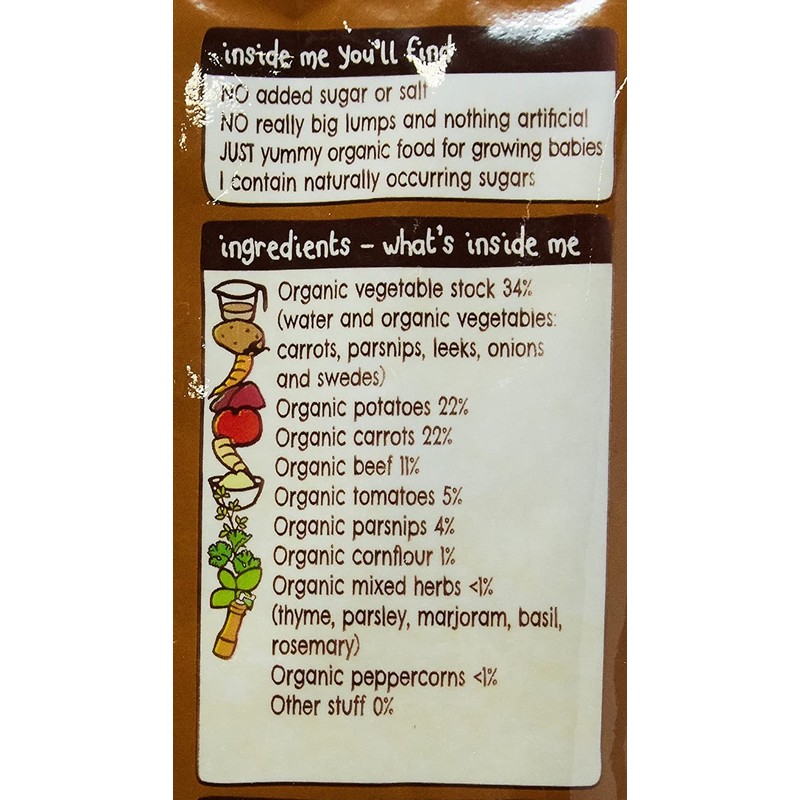 inside me you'll find
NO added sugar or salt
NO really big lumps and nothing artificial
JUST yummy organic food for growing babies
I contain naturally occurring sugars
ingredients - what's inside me
Organic vegetable stock 34%
(water and organic vegetables:
carrots, parsnips, leeks, onions
and swedes)
Organic potatoes 22%
Organic carrots 22%
Organic beef 11%
Organic tomatoes 5%
Organic parsnips 4%
Organic cornflour 1%
Organic mixed herbs <1%
(thyme, parsley, marjoram, basil,
rosemary)
Organic peppercorns <1%
Other stuff 0%